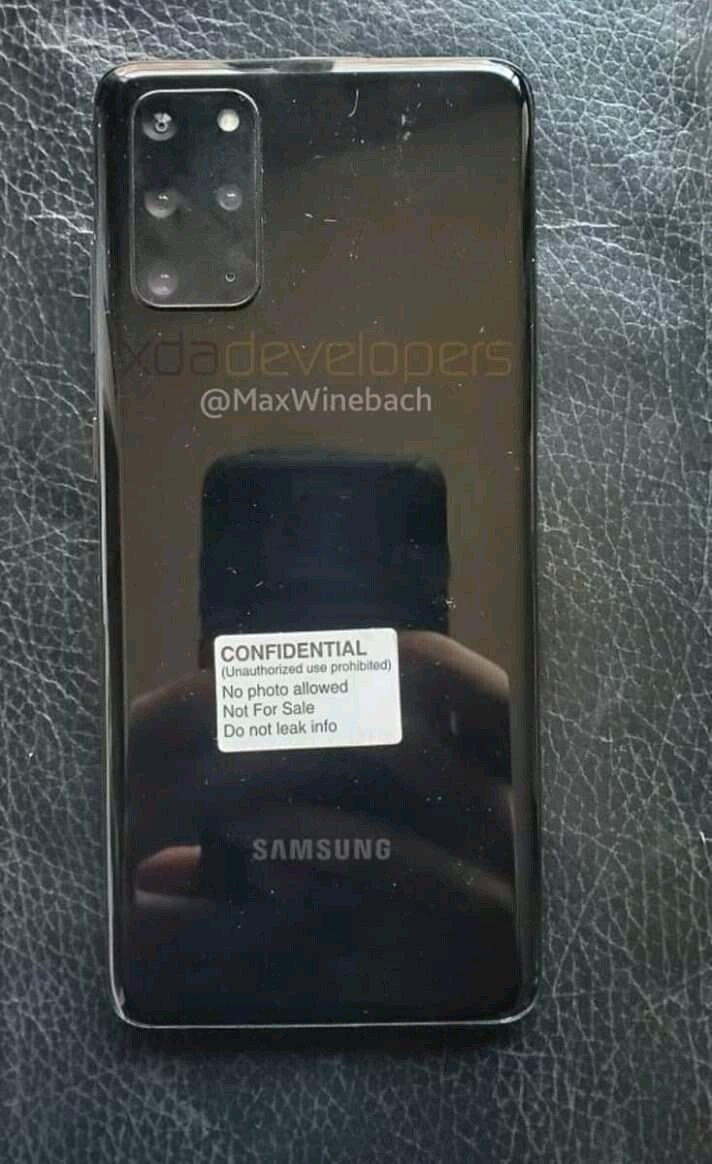 xdadevelopers
@MaxWinebach
CONFIDENTIAL
(Unauthorized use prohibited)
No photo allowed
Not For Sale
Do not leak info
SAMSUNG